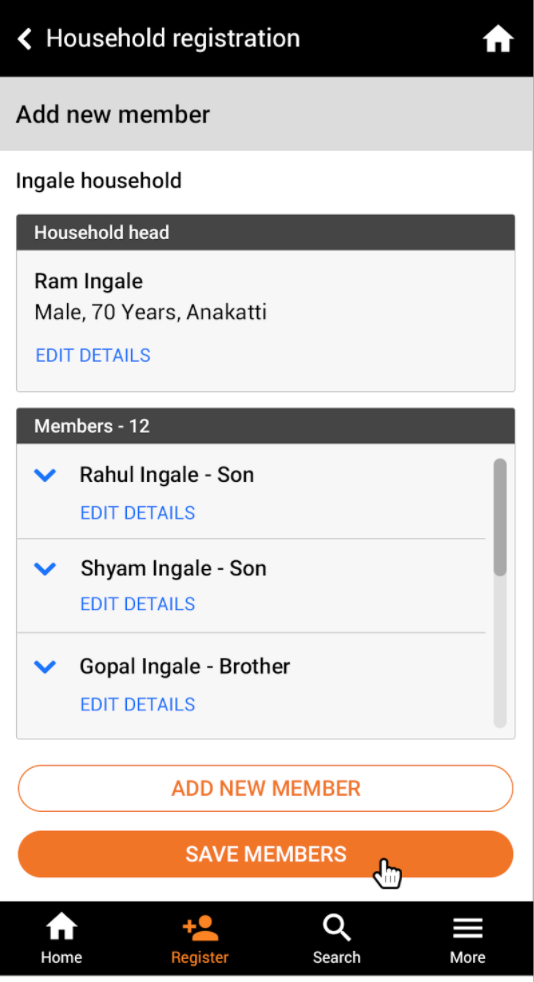 Household registration
Add new member
Ingale household
Household head
Ram Ingale
Male, 70 Years, Anakatti
EDIT DETAILS
Members - 12
Rahul Ingale - Son
EDIT DETAILS
Shyam Ingale - Son
EDIT DETAILS
Gopal Ingale - Brother
EDIT DETAILS
ADD NEW MEMBER
SAVE MEMBERS
Home Register Search More